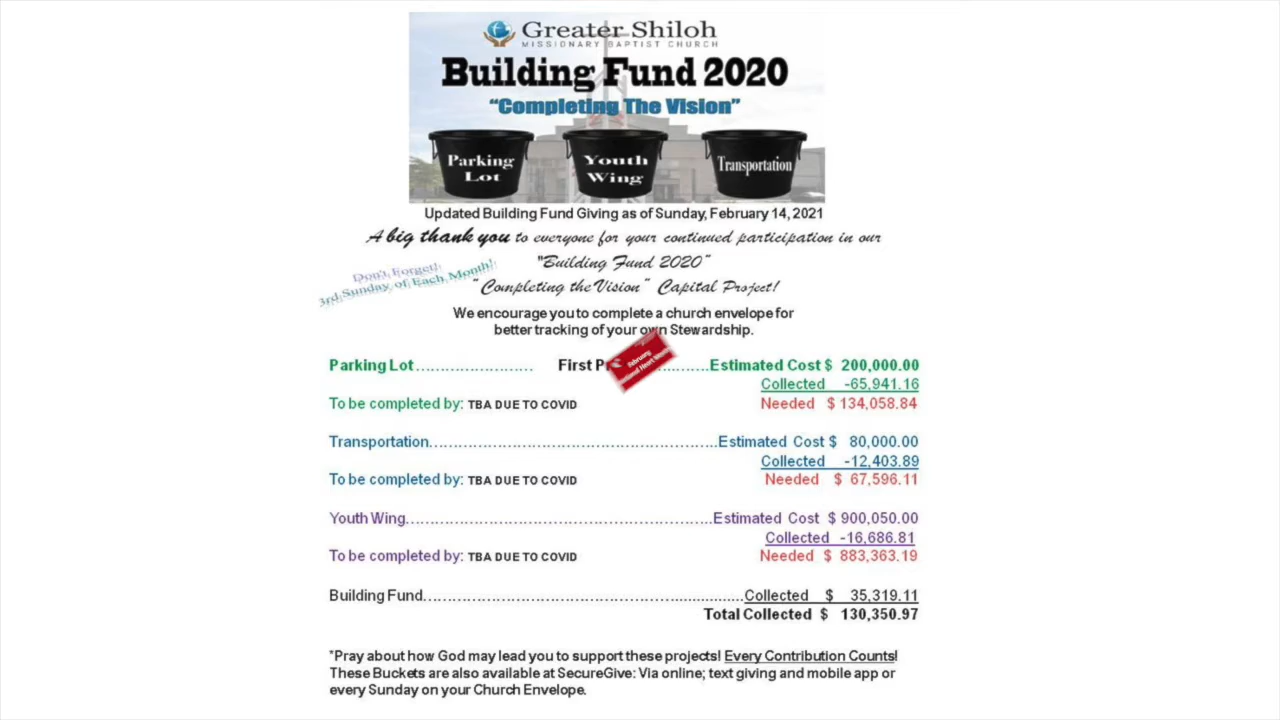 Greater Shiloh
MISSIONARY BAPTIST CHURCH
Building Fund 2020
“Completing The Vision”
Parking Lot
Youth Wing
Transportation
Updated Building Fund Giving as of Sunday, February 14, 2021
A big thank you to everyone for your continued participation in our
"Building Fund 2020"
"Completing the Vision" Capital Project!
Don't Forget!
3rd Sunday of Each Month!
We encourage you to complete a church envelope for
better tracking of your own Stewardship.
February
Parking Lot....................... First ..........Estimated Cost $ 200,000.00
Collected -65,941.16
To be completed by: TBA DUE TO COVID Needed $ 134,058.84
Transportation.........................................................Estimated Cost $ 80,000.00
Collected -12,403.89
To be completed by: TBA DUE TO COVID Needed $ 67,596.11
Youth Wing............................................................Estimated Cost $ 900,050.00
Collected -16,686.81
To be completed by: TBA DUE TO COVID Needed $ 883,363.19
Building Fund................................................................Collected $ 35,319.11
Total Collected $ 130,350.97
*Pray about how God may lead you to support these projects! Every Contribution Counts!
These Buckets are also available at SecureGive: Via online; text giving and mobile app or
every Sunday on your Church Envelope.